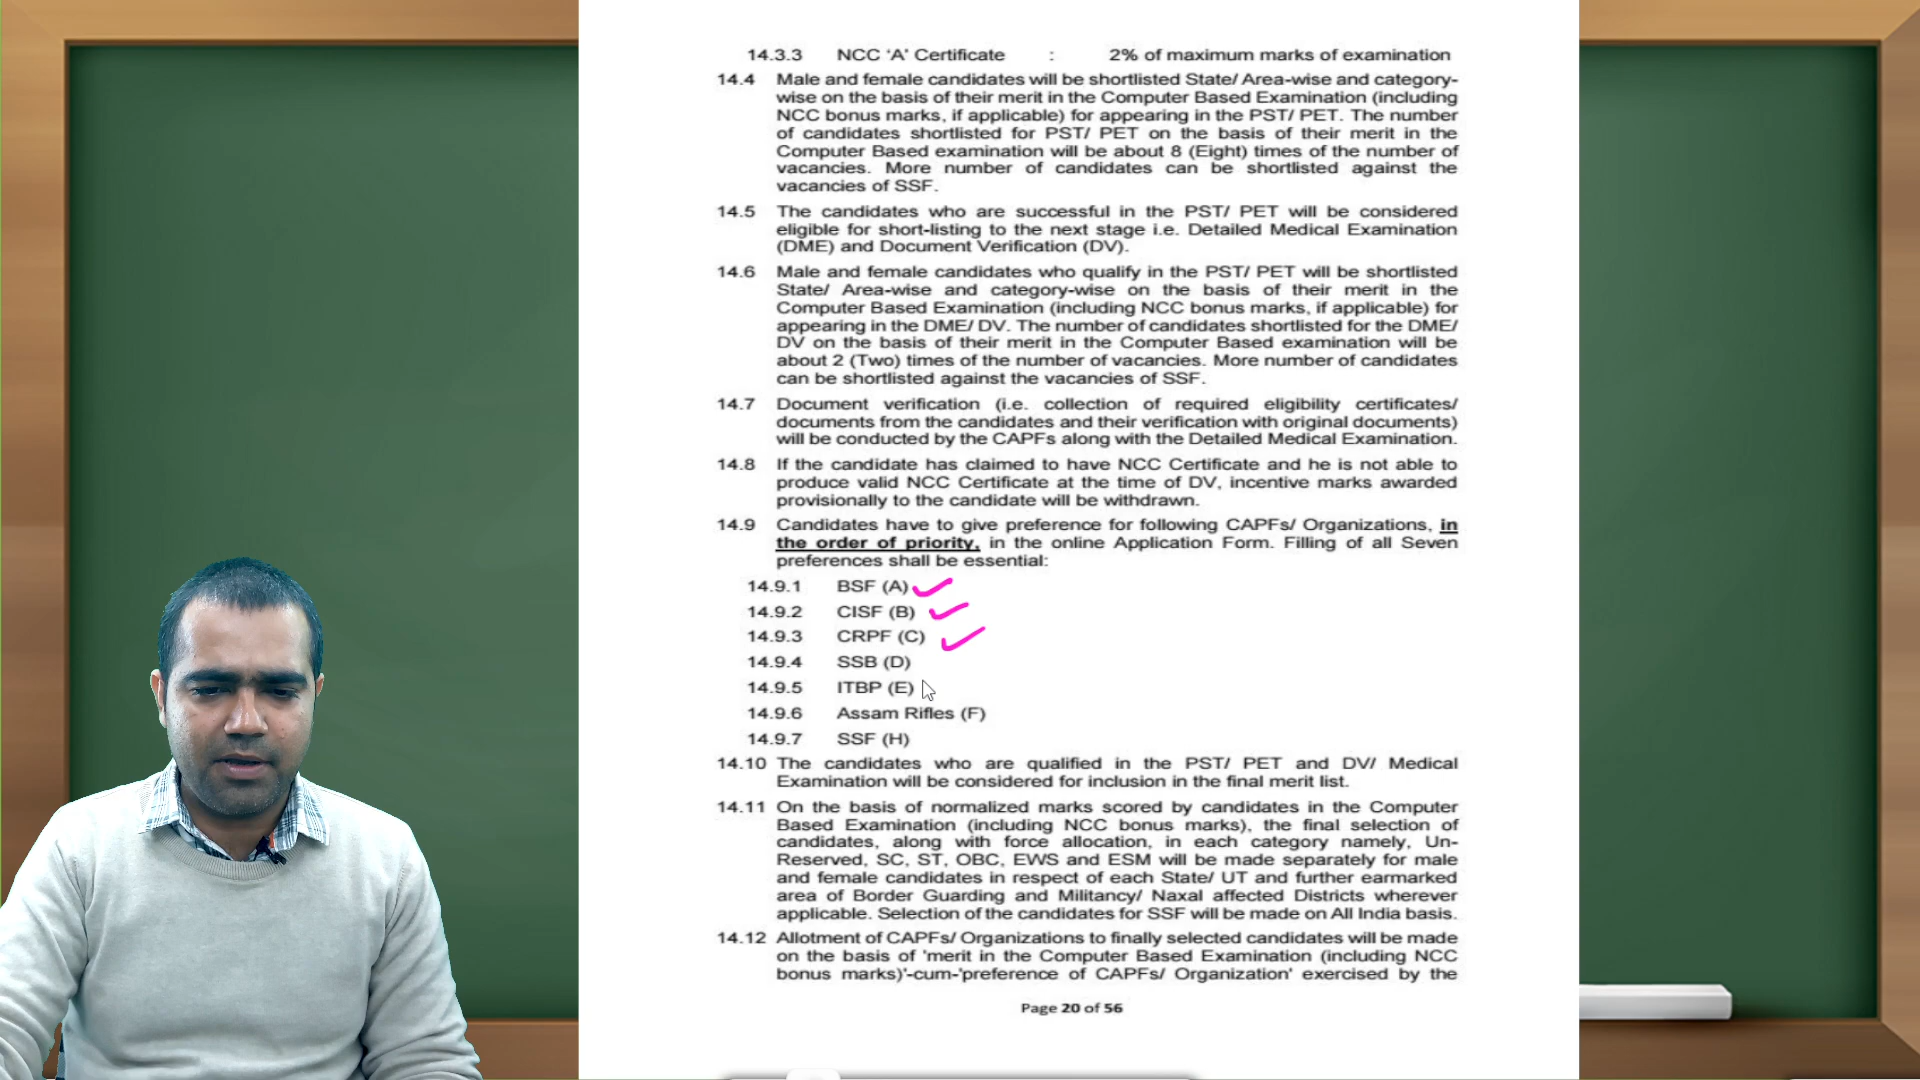 14.3.3 NCC ‘A’ Certificate : 2% of maximum marks of examination
14.4 Male and female candidates will be shortlisted State/ Area-wise and category-
wise on the basis of their merit in the Computer Based Examination (including
NCC bonus marks, if applicable) for appearing in the PST/ PET. The number
of candidates shortlisted for PST/ PET on the basis of their merit in the
Computer Based examination will be about 8 (Eight) times of the number of
vacancies. More number of candidates can be shortlisted against the
vacancies of SSF.
14.5 The candidates who are successful in the PST/ PET will be considered
eligible for short-listing to the next stage i.e. Detailed Medical Examination
(DME) and Document Verification (DV).
14.6 Male and female candidates who qualify in the PST/ PET will be shortlisted
State/ Area-wise and category-wise on the basis of their merit in the
Computer Based Examination (including NCC bonus marks, if applicable) for
appearing in the DME/ DV. The number of candidates shortlisted for the DME/
DV on the basis of their merit in the Computer Based examination will be
about 2 (Two) times of the number of vacancies. More number of candidates
can be shortlisted against the vacancies of SSF.
14.7 Document verification (i.e. collection of required eligibility certificates/
documents from the candidates and their verification with original documents)
will be conducted by the CAPFs along with the Detailed Medical Examination.
14.8 If the candidate has claimed to have NCC Certificate and he is not able to
produce valid NCC Certificate at the time of DV, incentive marks awarded
provisionally to the candidate will be withdrawn.
14.9 Candidates have to give preference for following CAPFs/ Organizations, in
the order of priority, in the online Application Form. Filling of all Seven
preferences shall be essential:
14.9.1 BSF (A)
14.9.2 CISF (B)
14.9.3 CRPF (C)
14.9.4 SSB (D)
14.9.5 ITBP (E)
14.9.6 Assam Rifles (F)
14.9.7 SSF (H)
14.10 The candidates who are qualified in the PST/ PET and DV/ Medical
Examination will be considered for inclusion in the final merit list.
14.11 On the basis of normalized marks scored by candidates in the Computer
Based Examination (including NCC bonus marks), the final selection of
candidates, along with force allocation, in each category namely, Un-
Reserved, SC, ST, OBC, EWS and ESM will be made separately for male
and female candidates in respect of each State/ UT and further earmarked
area of Border Guarding and Militancy/ Naxal affected Districts wherever
applicable. Selection of the candidates for SSF will be made on All India basis.
14.12 Allotment of CAPFs/ Organizations to finally selected candidates will be made
on the basis of 'merit in the Computer Based Examination (including NCC
bonus marks)'-cum-'preference of CAPFs/ Organization' exercised by the
Page 20 of 56